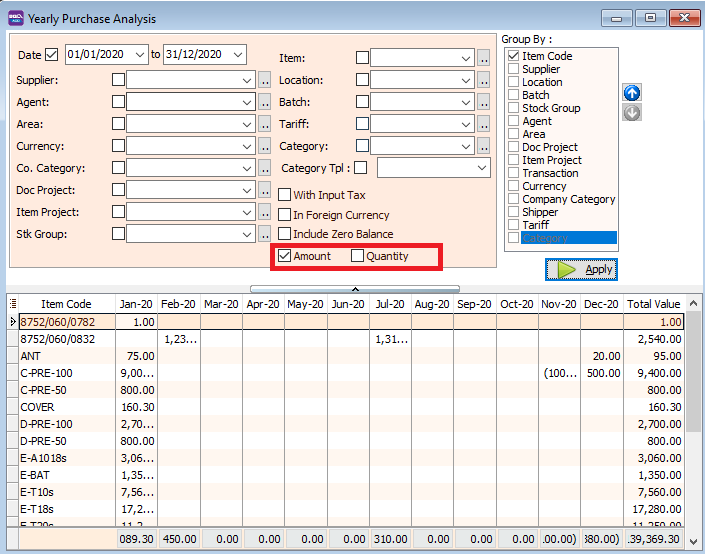 Yearly Purchase Analysis
Date 01/01/2020 to 31/12/2020
Supplier:
Agent:
Area:
Currency:
Co. Category:
Doc Project:
Item Project:
Stk Group:
Item:
Location:
Batch:
Tariff:
Category:
Category Tpl :
With Input Tax
In Foreign Currency
Include Zero Balance
Amount Quantity
Group By :
Item Code
Supplier
Location
Batch
Stock Group
Agent
Area
Doc Project
Item Project
Transaction
Currency
Company Category
Shipper
Tariff
Category
Apply
Item Code Jan-20 Feb-20 Mar-20 Apr-20 May-20 Jun-20 Jul-20 Aug-20 Sep-20 Oct-20 Nov-20 Dec-20 Total Value
8752/060/0782 1.00 1.00
8752/060/0832 1,23... 1,31... 2,540.00
ANT 75.00 20.00 95.00
C-PRE-100 9,00... (100... 500.00 9,400.00
C-PRE-50 800.00 800.00
COVER 160.30 160.30
D-PRE-100 2,70... 2,700.00
D-PRE-50 800.00 800.00
E-A1018s 3,06... 3,060.00
E-BAT 1,35... 1,350.00
E-T10s 7,56... 7,560.00
E-T18s 17,2... 17,280.00
E-T20s 11,2... 11,250.00
089.30 450.00 0.00 0.00 0.00 0.00 310.00 0.00 0.00 0.00 .00.00) 380.00) .39,369.30